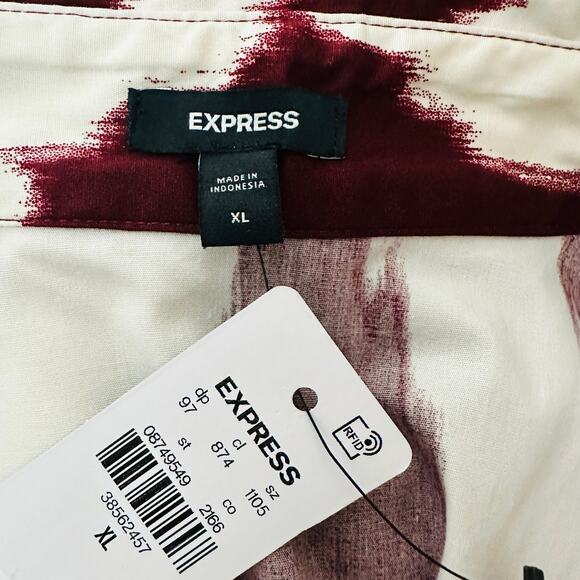 EXPRESS
MADE IN
INDONESIA
XL
EXPRESS
RFID
dp cl sz
97 874 1105
st co
08749549 2166
38562457
XL